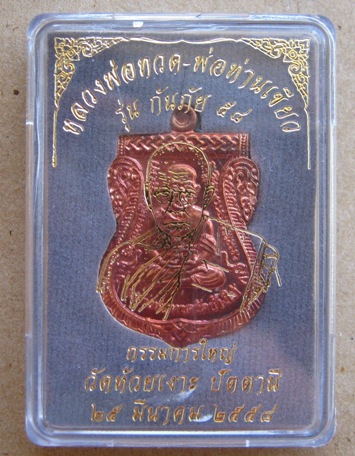 หลวงพ่อทวด-พ่อท่านเขียว
รุ่น กันภัย ๕๘
กรรมการใหญ่
วัดห้วยเงาะ ปัตตานี
๒๕ มีนาคม ๒๕๕๘